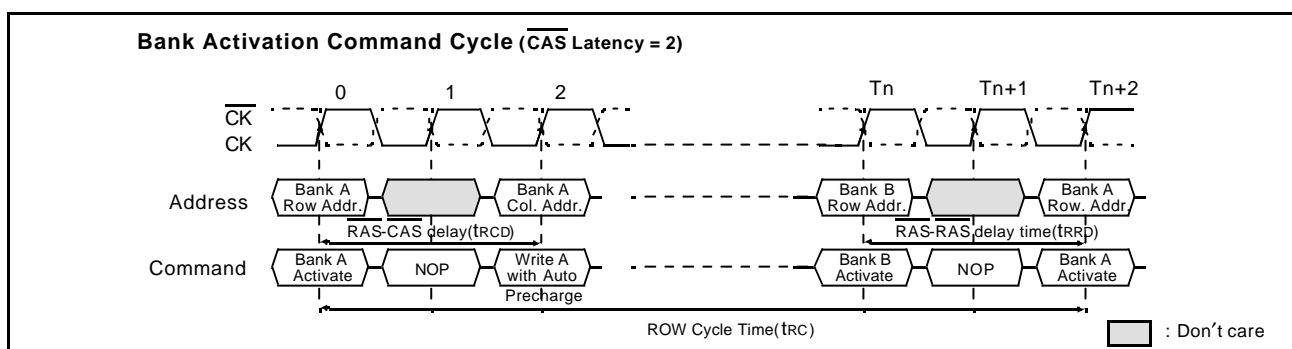 Bank Activation Command Cycle (CAS Latency = 2)
0 1 2 Tn Tn+1 Tn+2
CK
CK
Address
Bank A
Row Addr.
Bank A
Col. Addr.
Bank B
Row Addr.
Bank A
Row. Addr.
RAS-CAS delay(tRCD)
RAS-RAS delay time(tRRD)
Command
Bank A
Activate
NOP
Write A
with Auto
Precharge
Bank B
Activate
NOP
Bank A
Activate
ROW Cycle Time(tRC)
: Don′t care